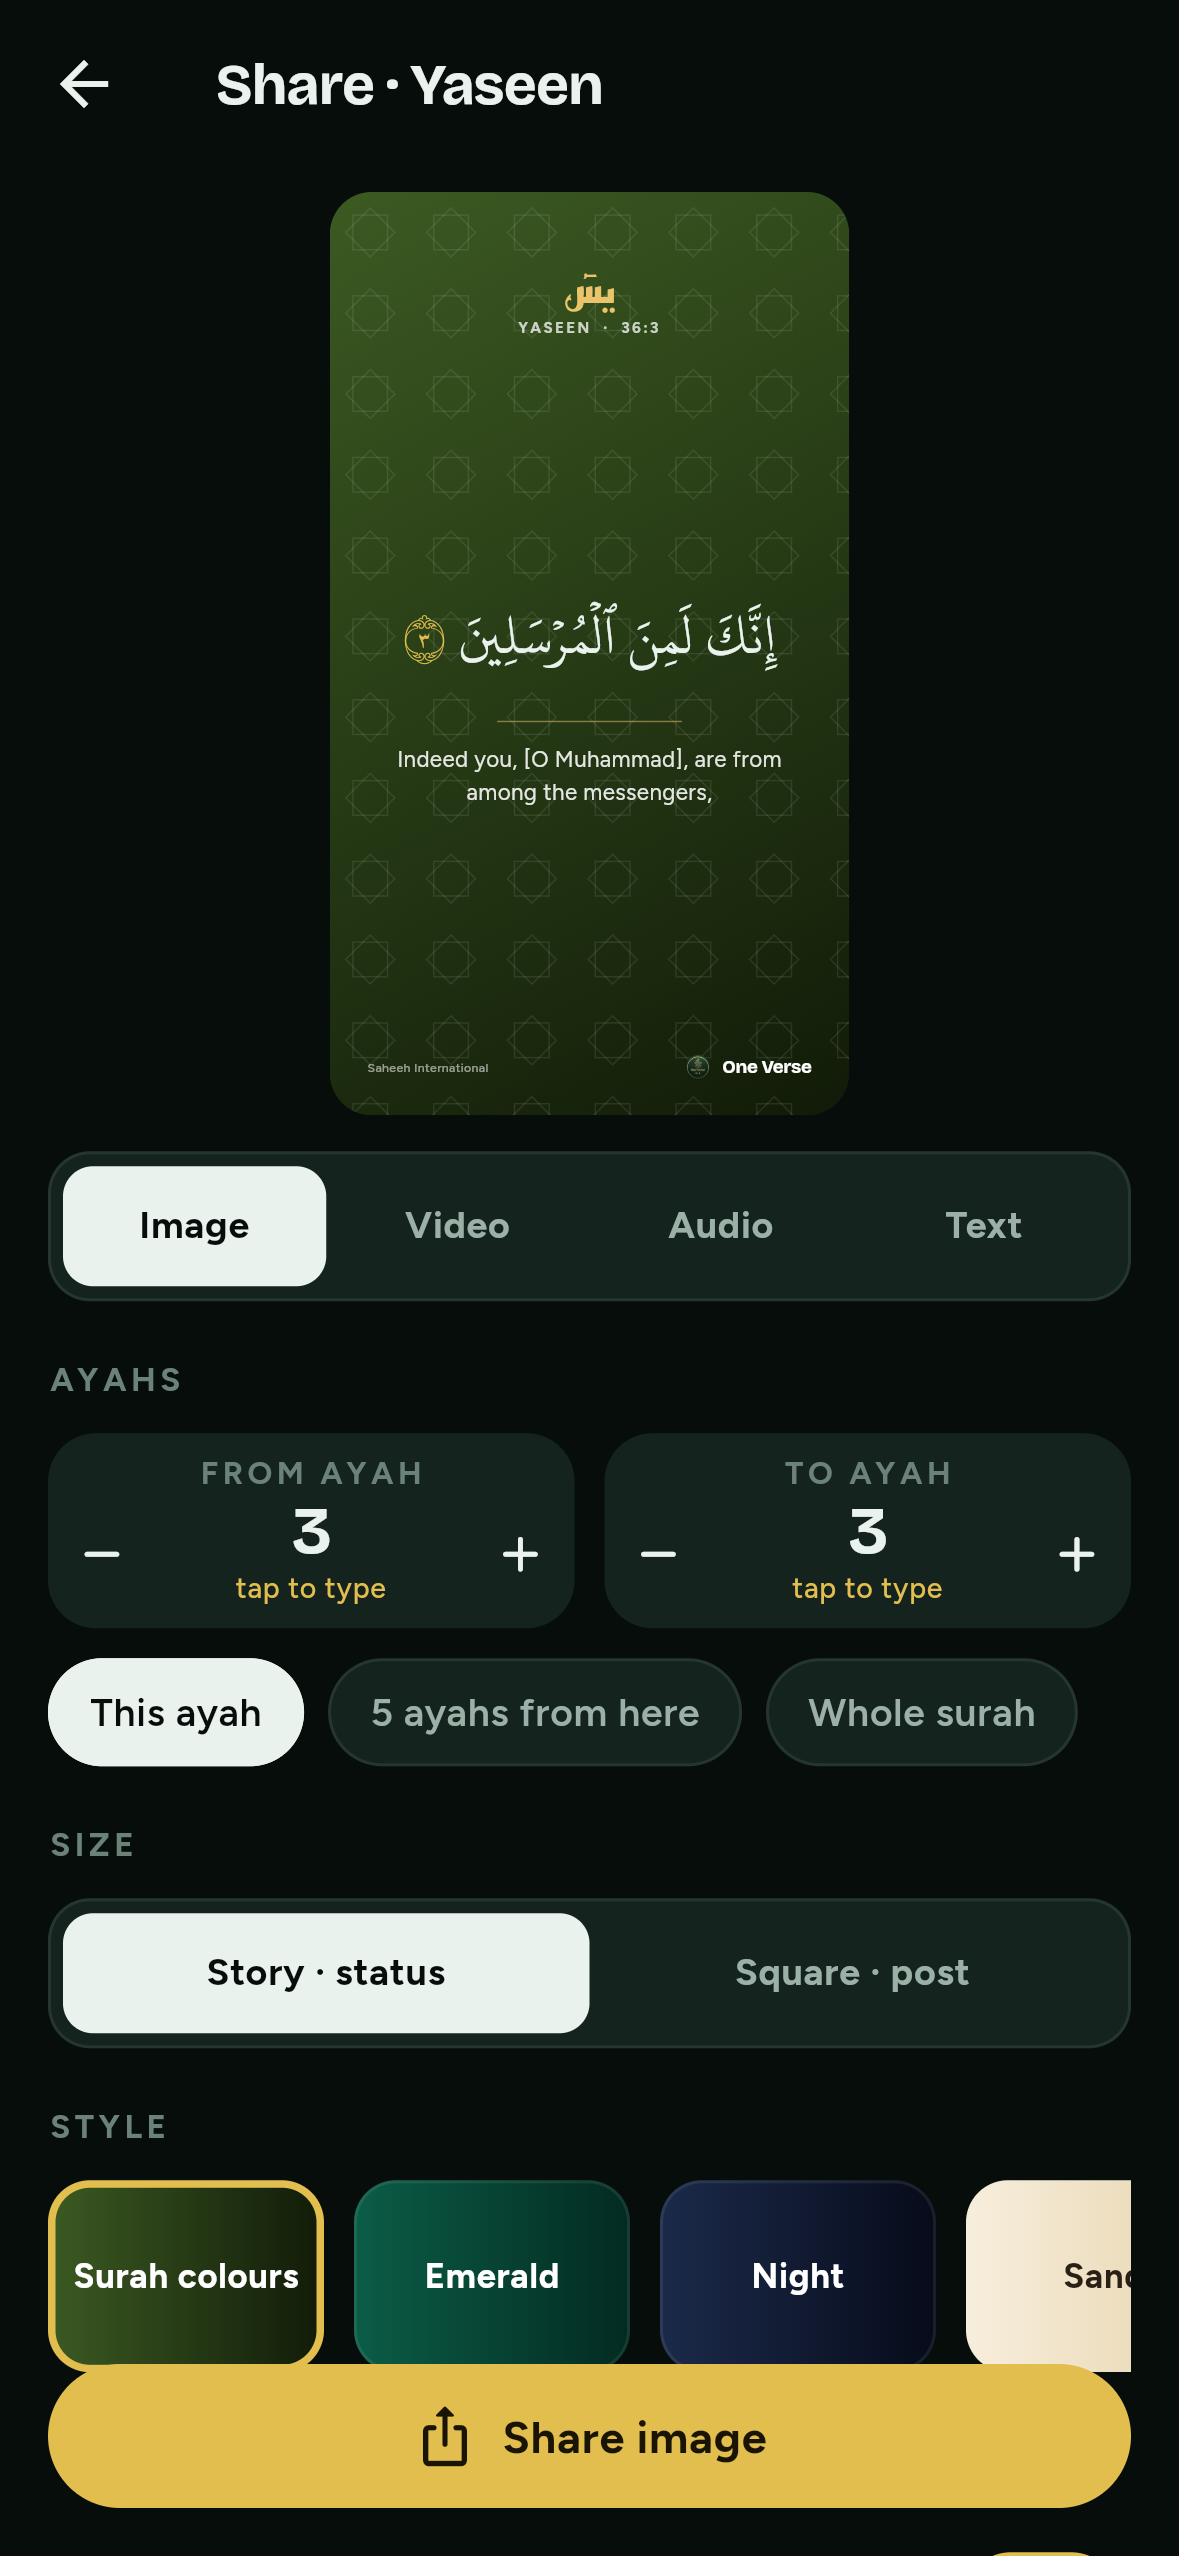 Share · Yaseen
يسٓ
YASEEN · 36:3
إِنَّكَ لَمِنَ ٱلْمُرْسَلِينَ ٣
Indeed you, [O Muhammad], are from
among the messengers,
Saheeh International
One Verse
Image Video Audio Text
AYAHS
FROM AYAH TO AYAH
3 3
tap to type tap to type
This ayah 5 ayahs from here Whole surah
SIZE
Story · status Square · post
STYLE
Surah colours Emerald Night
Share image